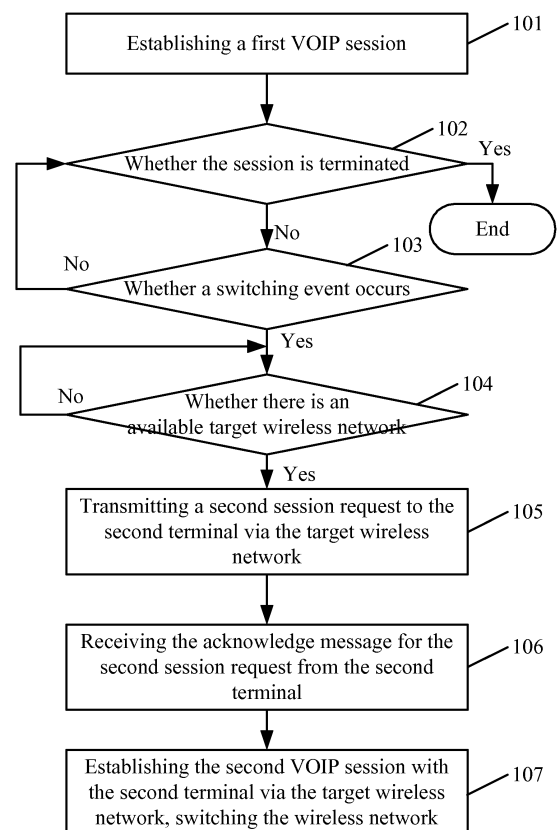 Establishing a first VOIP session
101
102
Whether the session is terminated
Yes
End
No
103
No
Whether a switching event occurs
Yes
104
No
Whether there is an
available target wireless network
Yes
Transmitting a second session request to the
second terminal via the target wireless
network
105
Receiving the acknowledge message for the
second session request from the second
terminal
106
Establishing the second VOIP session with
the second terminal via the target wireless
network, switching the wireless network
107